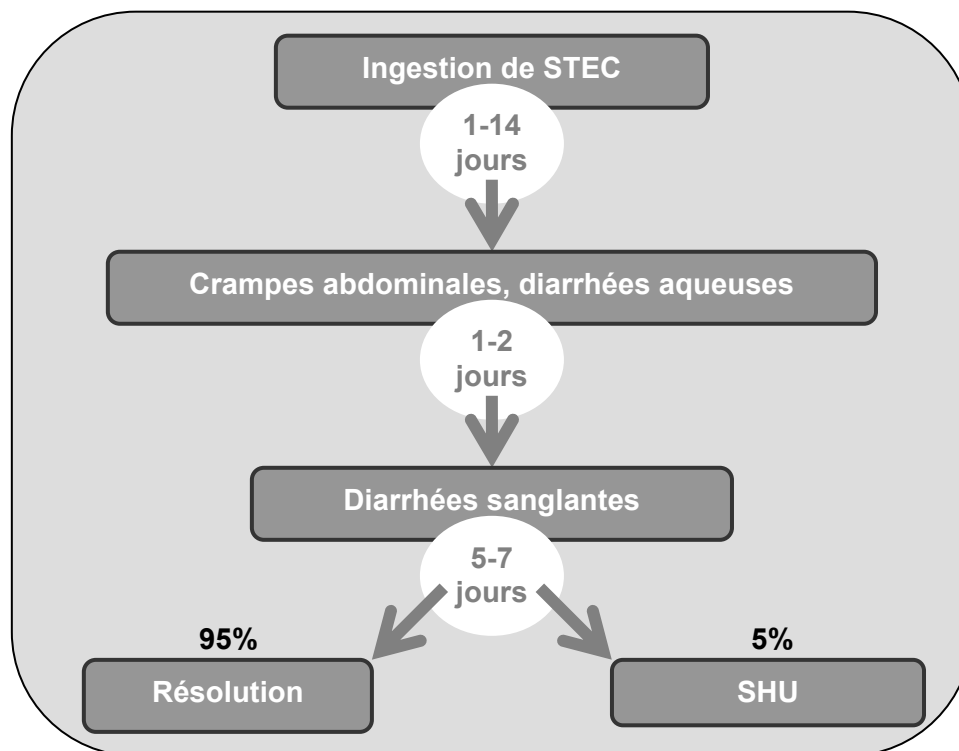 Ingestion de STEC
1-14
jours
Crampes abdominales, diarrhées aqueuses
1-2
jours
Diarrhées sanglantes
5-7
jours
95%
5%
Résolution
SHU